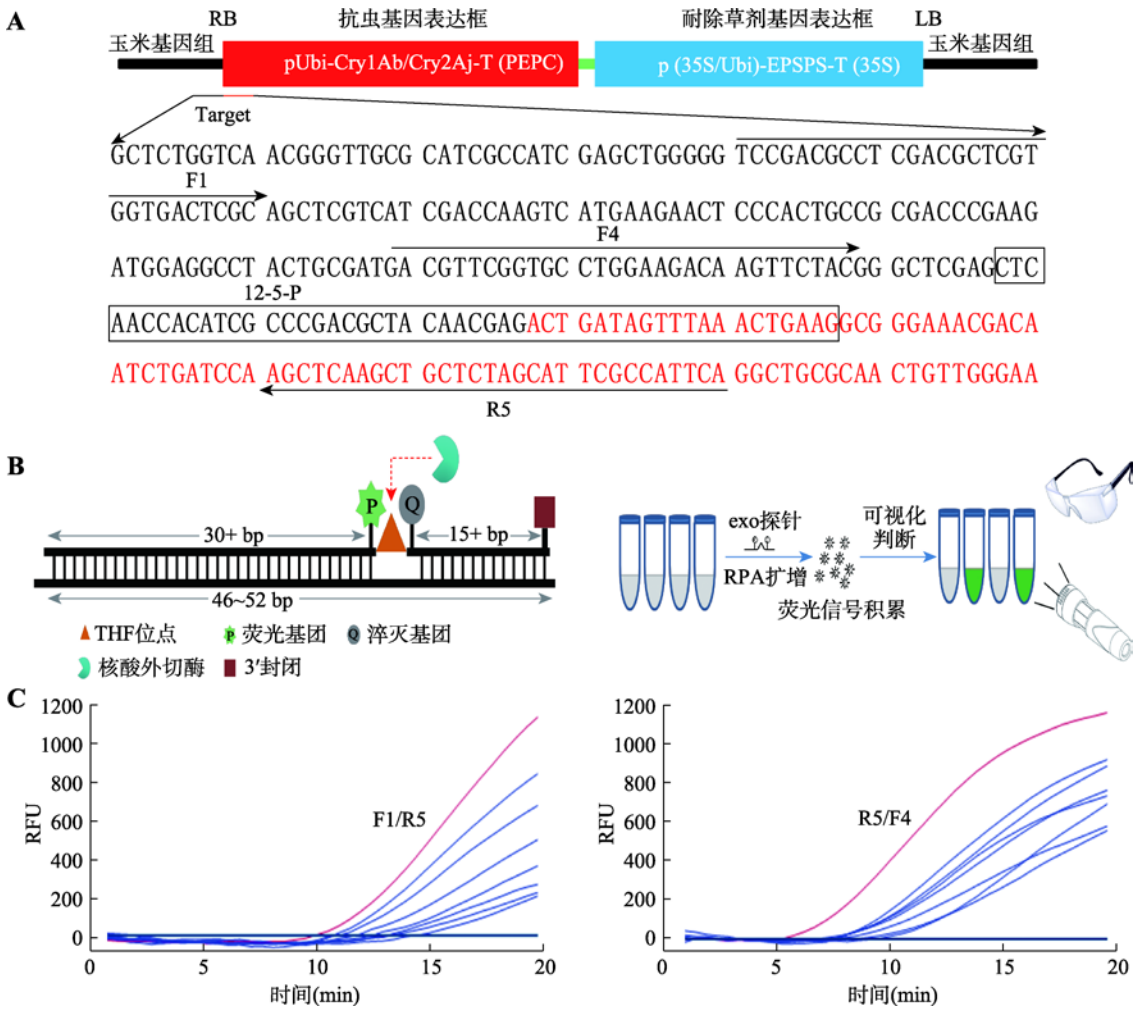 A
RB
抗虫基因表达框
耐除草剂基因表达框
LB
玉米基因组
玉米基因组
pUbi-Cry1Ab/Cry2Aj-T (PEPC)
p (35S/Ubi)-EPSPS-T (35S)
Target
GCTCTGGTCA ACGGGTTGCG CATCGCCATC GAGCTGGGGG TCCGACGCCT CGACGCTCGT
F1
GGTGACTCGC AGCTCGTCAT CGACCAAGTCATGAAGAACT CCCACTGCCG CGACCCGAAG
F4
ATGGAGGCCT ACTGCGATGACGTTCGGTGC CTGGAAGACA AGTTCTACGG GCTCGAGCTC
12-5-P
AACCACATCG CCCGACGCTA CAACGAGACT GATAGTTTAA ACTGAAGGCG GGAAACGACA
ATCTGATCCA AGCTCAAGCT GCTCTAGCAT TCGCCATTCA GGCTGCGCAA CTGTTGGGAA
R5
B
P
Q
30+ bp
15+ bp
46~52 bp
THF位点
P
荧光基团
Q
淬灭基团
核酸外切酶
3′封闭
exo探针
RPA扩增
荧光信号积累
可视化
判断
C
1200
1000
800
600
400
200
0
RFU
F1/R5
0
5
10
15
20
时间(min)
1200
1000
800
600
400
200
0
RFU
R5/F4
0
5
10
15
20
时间(min)